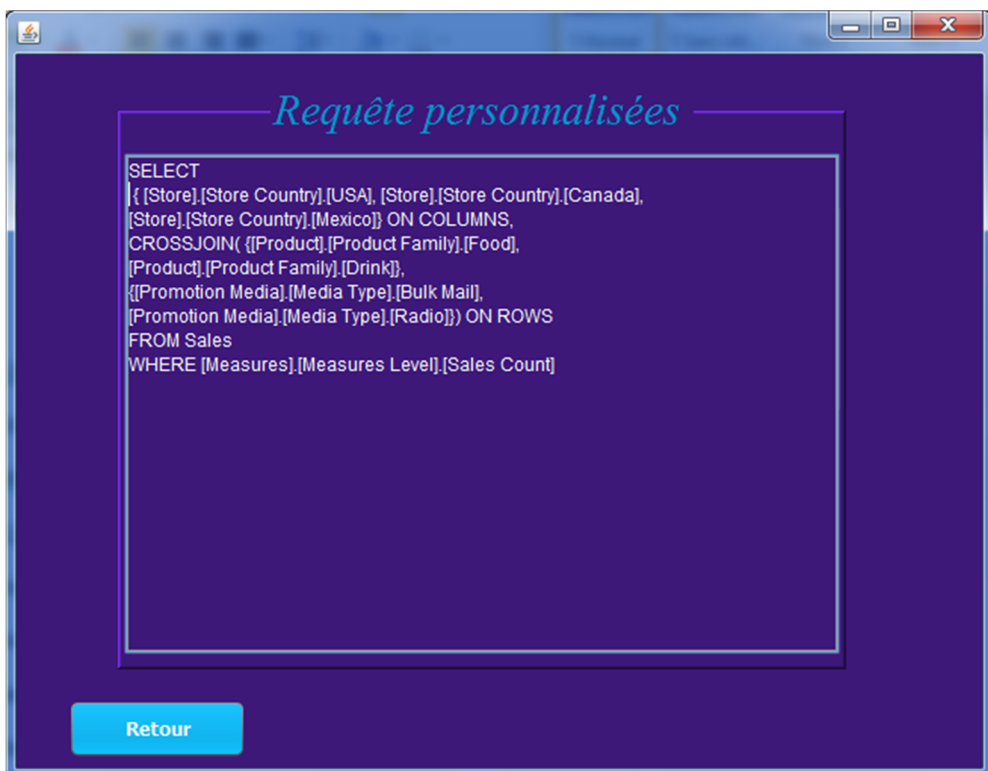 Requête personnalisées
SELECT
{ [Store].[Store Country].[USA], [Store].[Store Country].[Canada],
[Store].[Store Country].[Mexico]} ON COLUMNS,
CROSSJOIN( {[Product].[Product Family].[Food],
[Product].[Product Family].[Drink]},
{[Promotion Media].[Media Type].[Bulk Mail],
[Promotion Media].[Media Type].[Radio]}) ON ROWS
FROM Sales
WHERE [Measures].[Measures Level].[Sales Count]
Retour